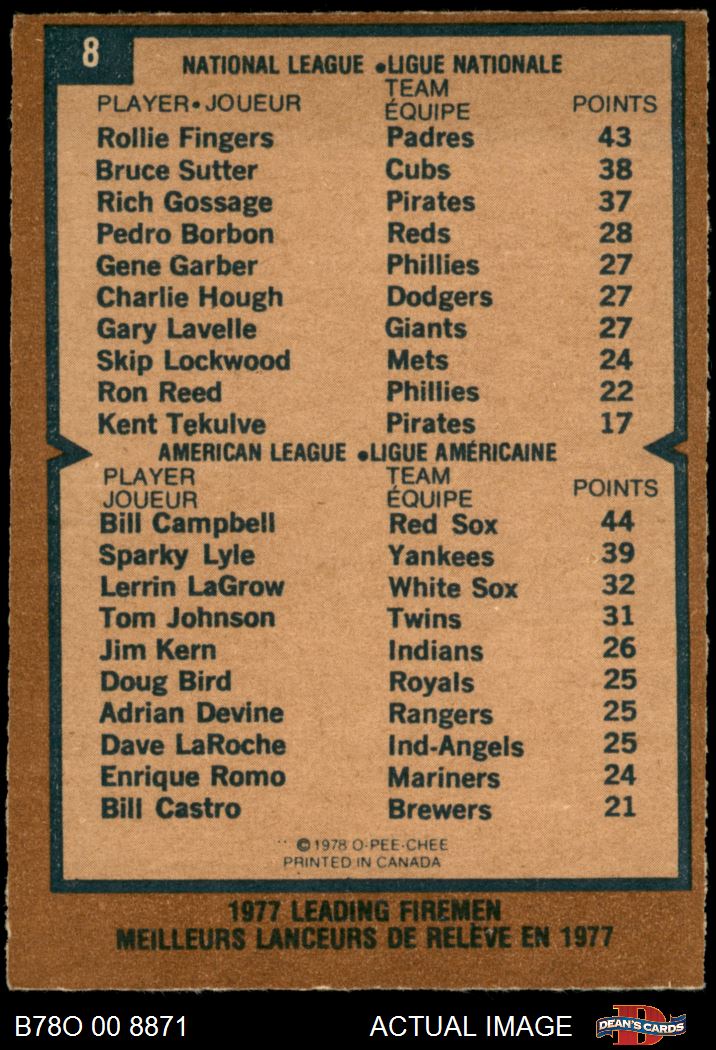 8
NATIONAL LEAGUE •LIGUE NATIONALE
PLAYER•JOUEUR TEAM ÉQUIPE POINTS
Rollie Fingers Padres 43
Bruce Sutter Cubs 38
Rich Gossage Pirates 37
Pedro Borbon Reds 28
Gene Garber Phillies 27
Charlie Hough Dodgers 27
Gary Lavelle Giants 27
Skip Lockwood Mets 24
Ron Reed Phillies 22
Kent Tekulve Pirates 17
AMERICAN LEAGUE •LIGUE AMÉRICAINE
PLAYER JOUEUR TEAM ÉQUIPE POINTS
Bill Campbell Red Sox 44
Sparky Lyle Yankees 39
Lerrin LaGrow White Sox 32
Tom Johnson Twins 31
Jim Kern Indians 26
Doug Bird Royals 25
Adrian Devine Rangers 25
Dave LaRoche Ind-Angels 25
Enrique Romo Mariners 24
Bill Castro Brewers 21
©1978 O-PEE-CHEE
PRINTED IN CANADA
1977 LEADING FIREMEN
MEILLEURS LANCEURS DE RELÈVE EN 1977
B78O 00 8871 ACTUAL IMAGE D DEAN'S CARDS